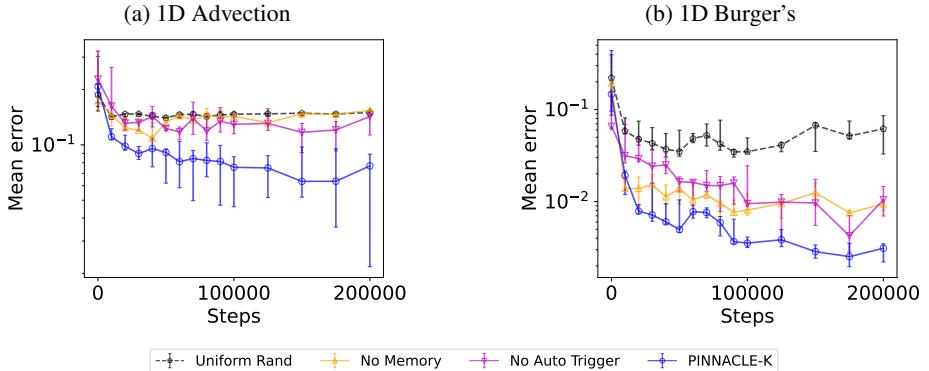 (a) 1D Advection
(b) 1D Burger's
Mean error
10⁻¹
0 100000 200000
Steps
Mean error
10⁻¹
10⁻²
0 100000 200000
Steps
Uniform Rand No Memory No Auto Trigger PINNACLE-K